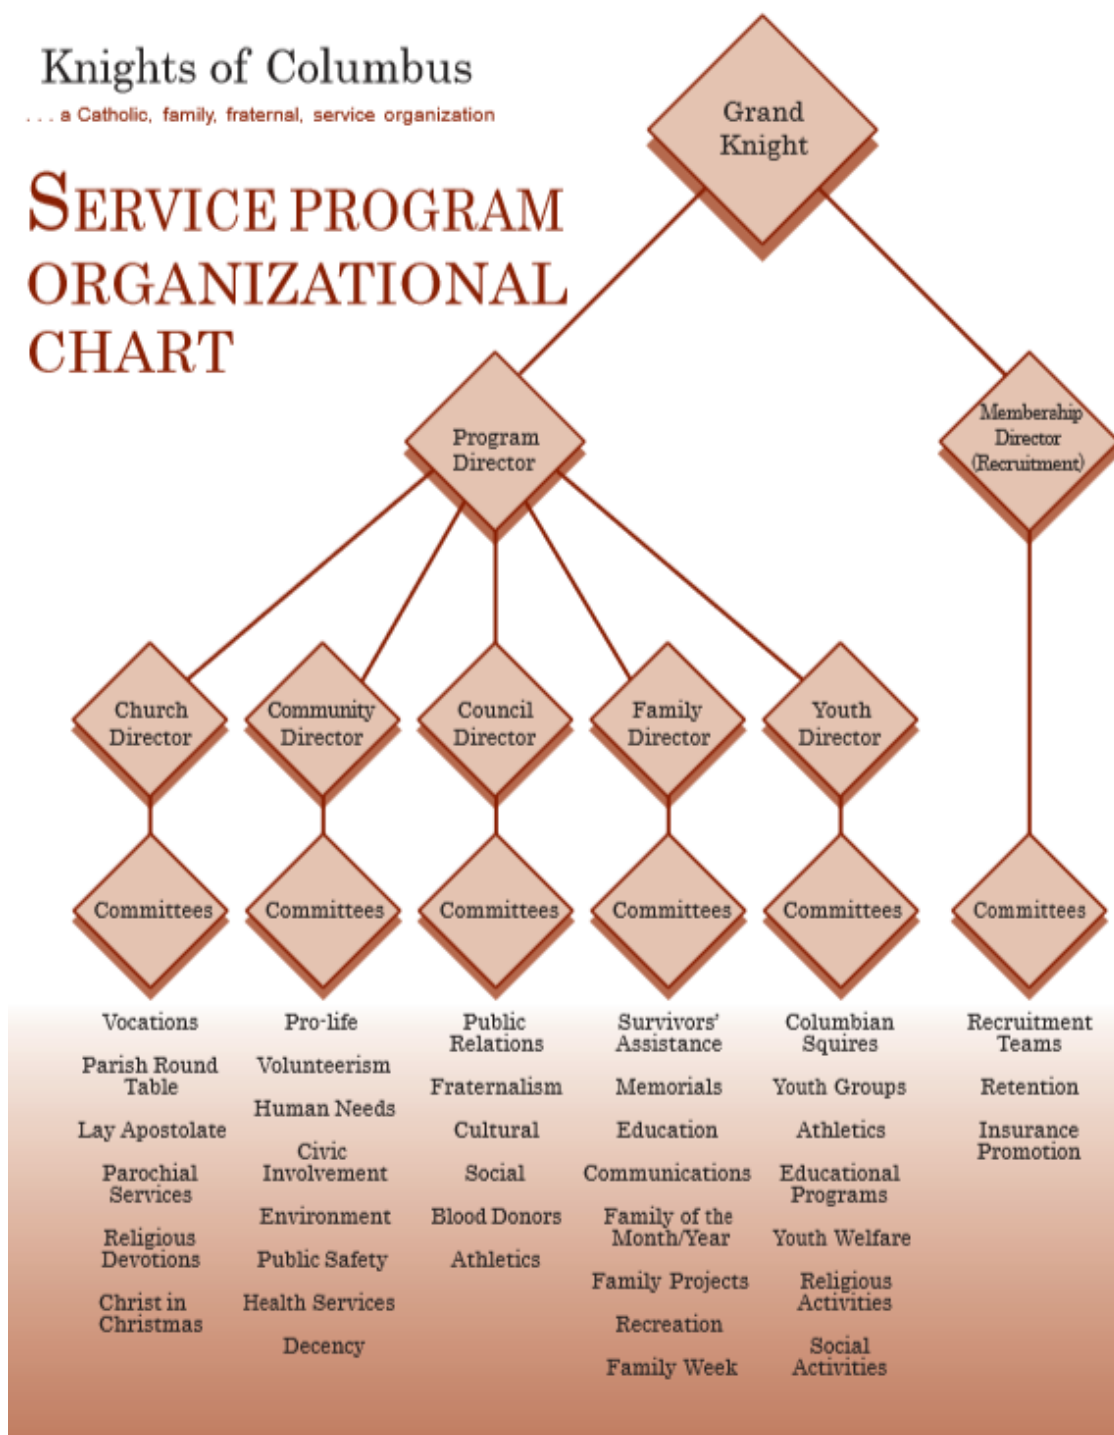 Knights of Columbus
. . . a Catholic, family, fraternal, service organization
SERVICE PROGRAM
ORGANIZATIONAL
CHART
Grand
Knight
Program
Director
Membership
Director
(Recruitment)
Church
Director
Community
Director
Council
Director
Family
Director
Youth
Director
Committees
Committees
Committees
Committees
Committees
Committees
Vocations
Parish Round
Table
Lay Apostolate
Parochial
Services
Religious
Devotions
Christ in
Christmas
Pro-life
Volunteerism
Human Needs
Civic
Involvement
Environment
Public Safety
Health Services
Decency
Public
Relations
Fraternalism
Cultural
Social
Blood Donors
Athletics
Survivors'
Assistance
Memorials
Education
Communications
Family of the
Month/Year
Family Projects
Recreation
Family Week
Columbian
Squires
Youth Groups
Athletics
Educational
Programs
Youth Welfare
Religious
Activities
Social
Activities
Recruitment
Teams
Retention
Insurance
Promotion